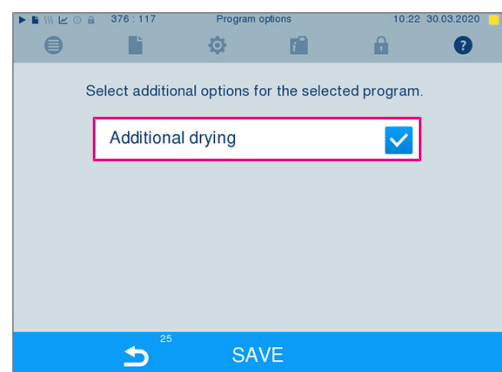 376 : 117 Program options 10:22 30.03.2020
?
Select additional options for the selected program.
Additional drying
25
SAVE